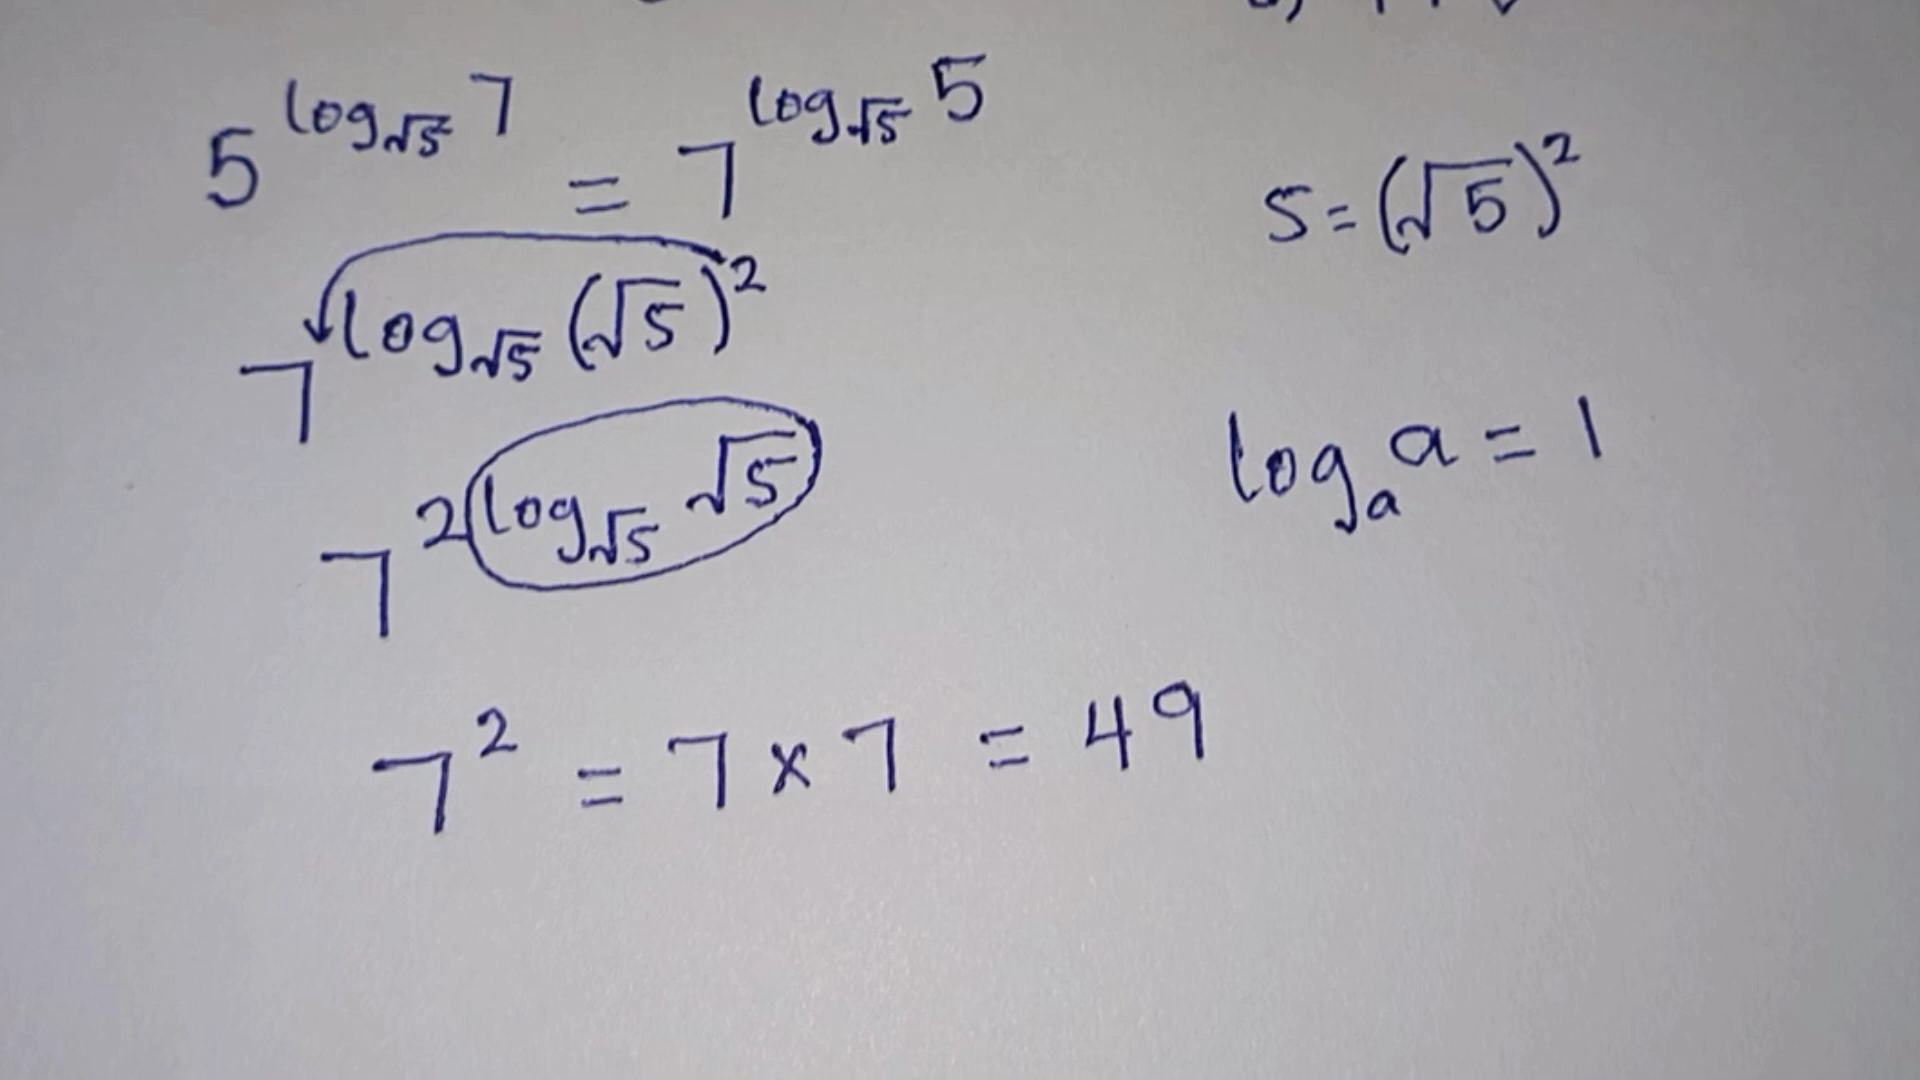 5^{log_{√5} 7} = 7^{log_{√5} 5}
5 = (√5)^2
7^{log_{√5} (√5)^2}
log_a a = 1
7^{2 log_{√5} √5}
7^2 = 7 × 7 = 49